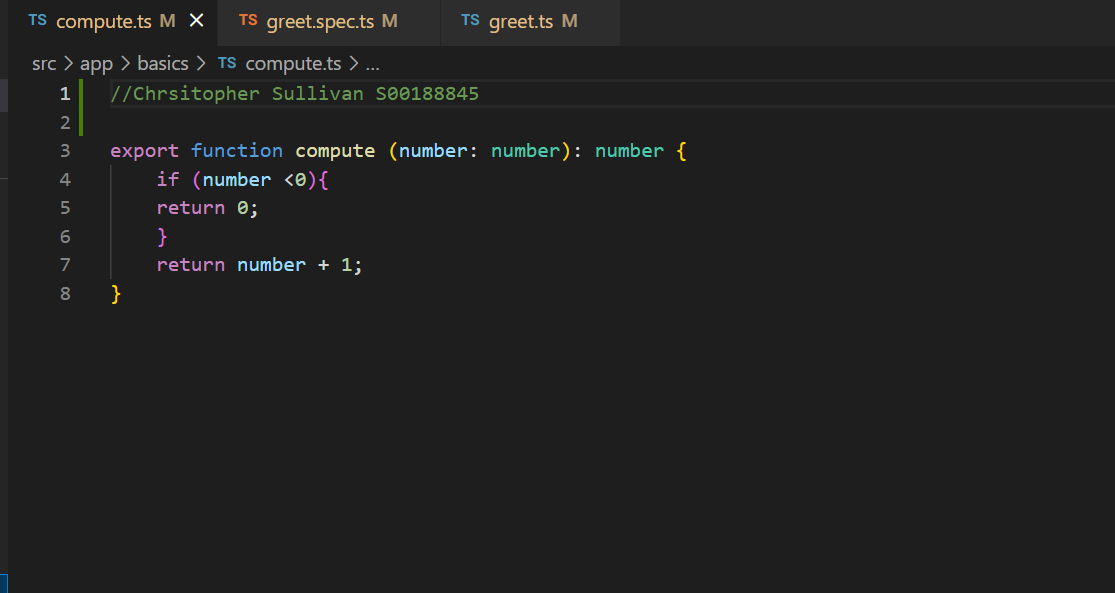 TS compute.ts M × TS greet.spec.ts M TS greet.ts M
src > app > basics > TS compute.ts > ...
1 //Chrsitopher Sullivan S00188845
2
3 export function compute (number: number): number {
4 if (number <0){
5 return 0;
6 }
7 return number + 1;
8 }